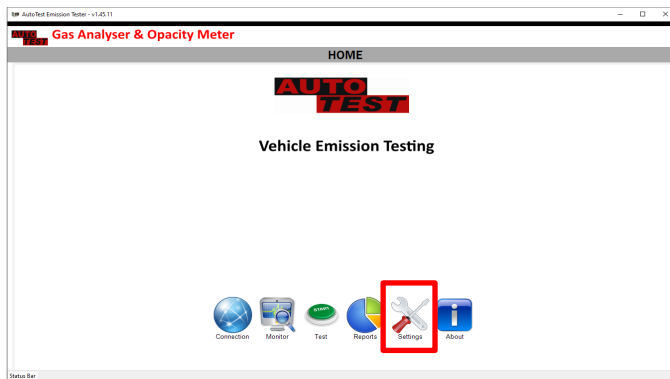 AutoTest Emission Tester - v1.45.11
AUTO TEST
Gas Analyser & Opacity Meter
HOME
AUTO
TEST
Vehicle Emission Testing
START
Connection Monitor Test Reports Settings About
Status Bar